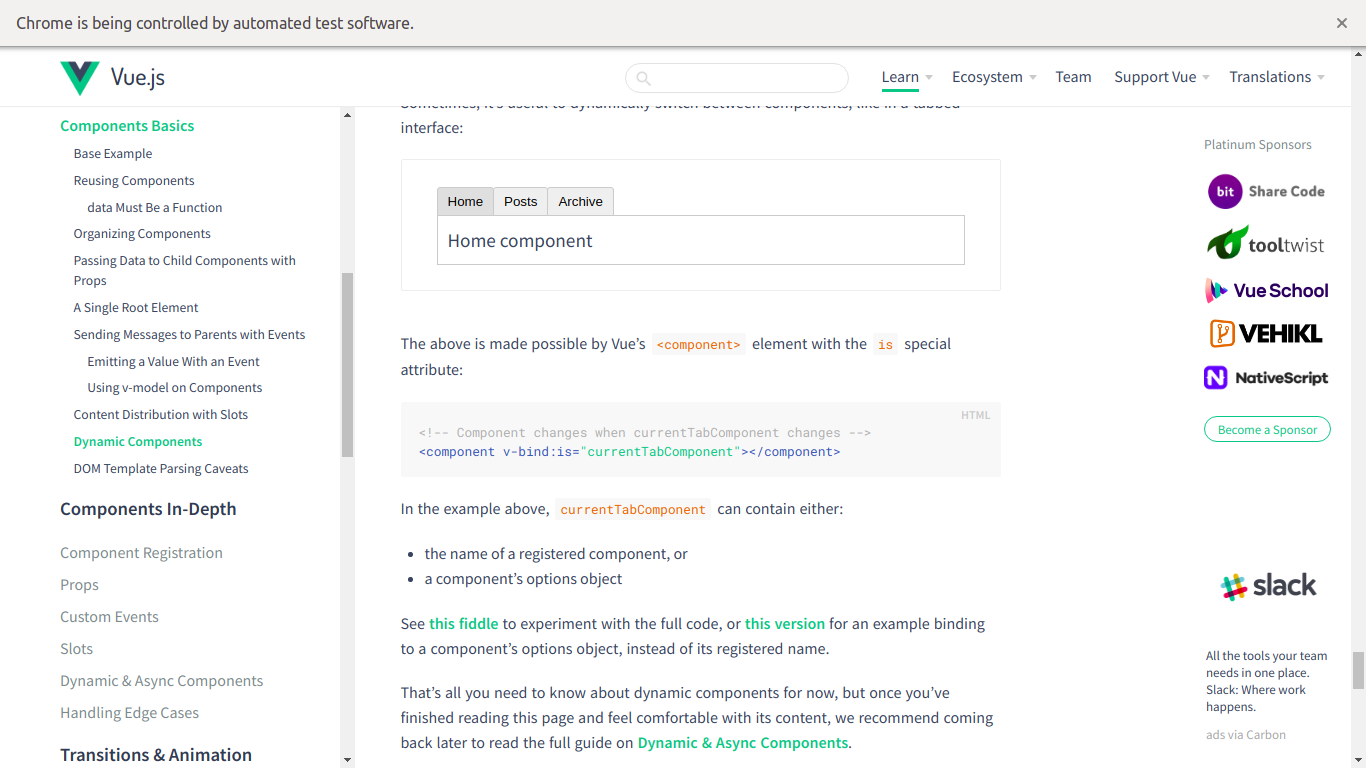 Chrome is being controlled by automated test software.
Vue.js
Learn
Ecosystem
Team
Support Vue
Translations
Components Basics
Base Example
Reusing Components
data Must Be a Function
Organizing Components
Passing Data to Child Components with
Props
A Single Root Element
Sending Messages to Parents with Events
Emitting a Value With an Event
Using v-model on Components
Content Distribution with Slots
Dynamic Components
DOM Template Parsing Caveats
Components In-Depth
Component Registration
Props
Custom Events
Slots
Dynamic & Async Components
Handling Edge Cases
Transitions & Animation
Sometimes, it's useful to dynamically switch between components, like in a tabbed
interface:
Home
Posts
Archive
Home component
The above is made possible by Vue’s <component> element with the is special
attribute:
HTML
<!-- Component changes when currentTabComponent changes -->
<component v-bind:is="currentTabComponent"></component>
In the example above, currentTabComponent can contain either:
• the name of a registered component, or
• a component’s options object
See this fiddle to experiment with the full code, or this version for an example binding
to a component’s options object, instead of its registered name.
That’s all you need to know about dynamic components for now, but once you’ve
finished reading this page and feel comfortable with its content, we recommend coming
back later to read the full guide on Dynamic & Async Components.
Platinum Sponsors
bit Share Code
tooltwist
Vue School
VEHIKL
N NativeScript
Become a Sponsor
slack
All the tools your team
needs in one place.
Slack: Where work
happens.
ads via Carbon